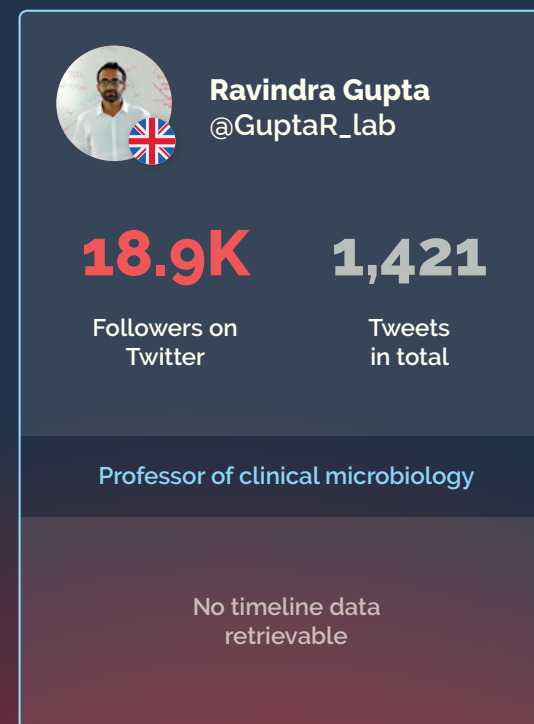 Ravindra Gupta
@GuptaR_lab
18.9K
1,421
Followers on
Twitter
Tweets
in total
Professor of clinical microbiology
No timeline data
retrievable